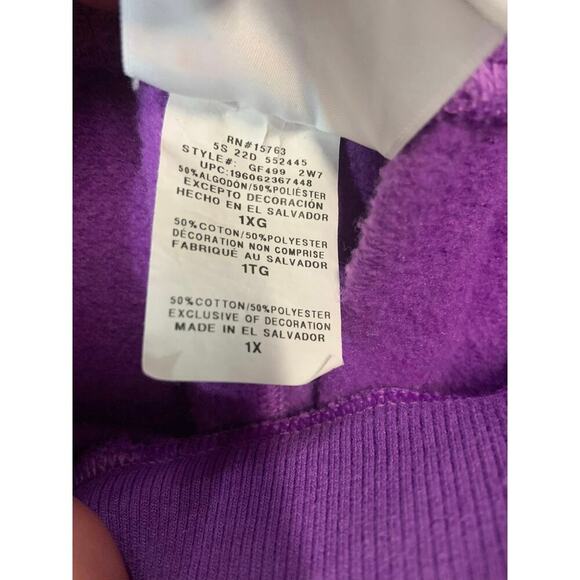 RN#15763
5S 22D 552445
STYLE#: GF499 2W7
UPC:196062367448
50%ALGODÓN/50%POLIÉSTER
EXCEPTO DECORACIÓN
HECHO EN EL SALVADOR
1XG
50%COTON/50%POLYESTER
DÉCORATION NON COMPRISE
FABRIQUÉ AU SALVADOR
1TG
50%COTTON/50%POLYESTER
EXCLUSIVE OF DECORATION
MADE IN EL SALVADOR
1X